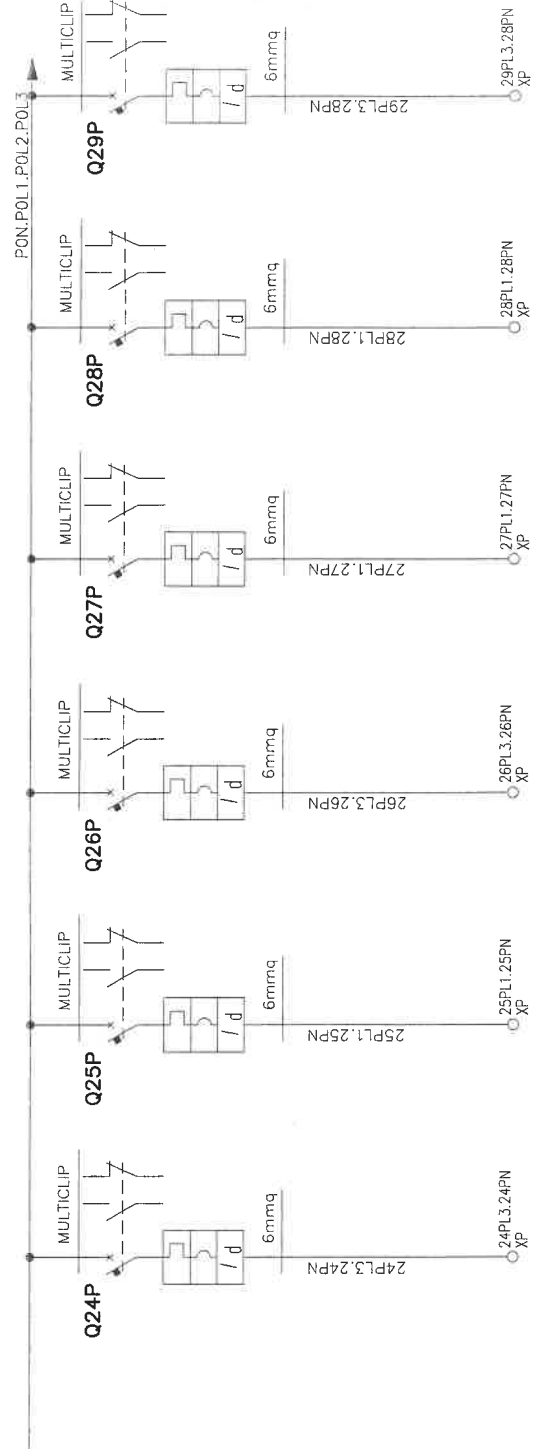 PON.POL1.POL2.POL3
MULTICLIP
Q24P
I d
6mmq
24PL3.24PN
24PL3.24PN
XP
MULTICLIP
Q25P
I d
6mmq
25PL1.25PN
25PL1.25PN
XP
MULTICLIP
Q26P
I d
6mmq
26PL3.26PN
26PL3.26PN
XP
MULTICLIP
Q27P
I d
6mmq
27PL1.27PN
27PL1.27PN
XP
MULTICLIP
Q28P
I d
6mmq
28PL1.28PN
28PL1.28PN
XP
MULTICLIP
Q29P
I d
6mmq
29PL3.28PN
29PL3.28PN
XP